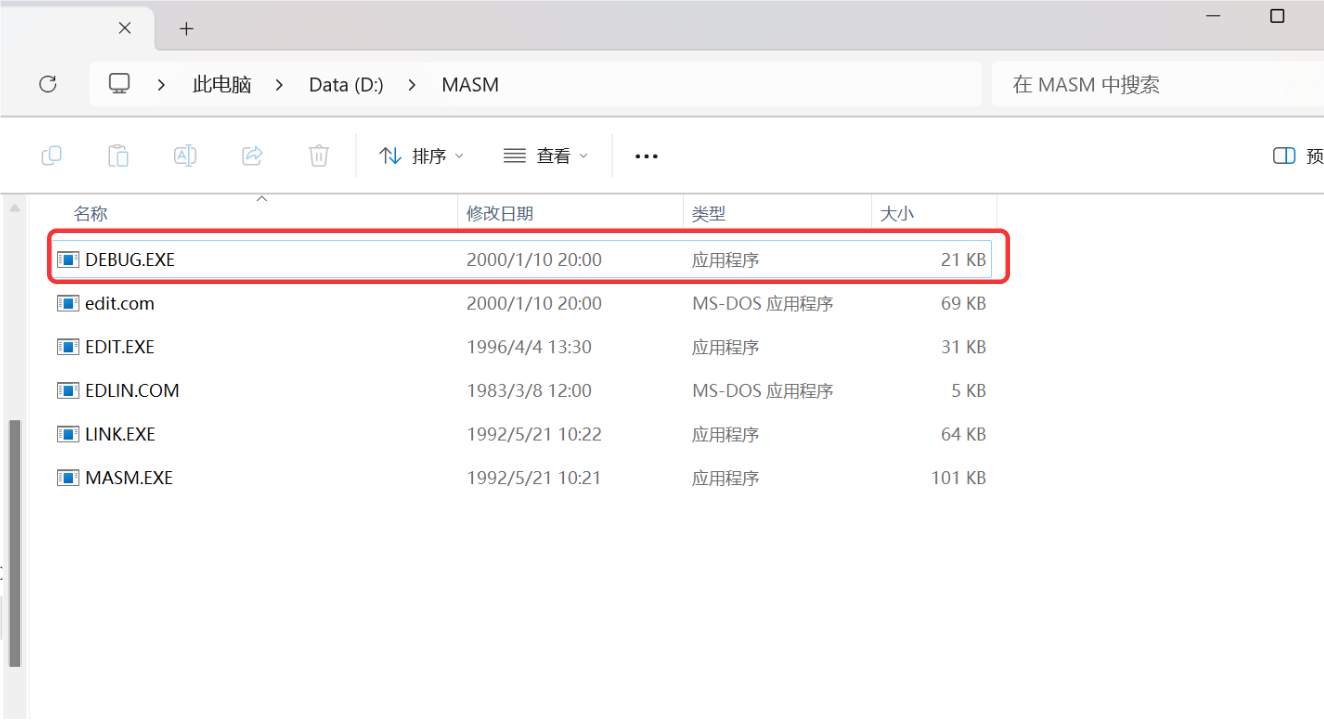 此电脑 Data (D:) MASM 在 MASM 中搜索
排序 查看 预
名称 修改日期 类型 大小
DEBUG.EXE 2000/1/10 20:00 应用程序 21 KB
edit.com 2000/1/10 20:00 MS-DOS 应用程序 69 KB
EDIT.EXE 1996/4/4 13:30 应用程序 31 KB
EDLIN.COM 1983/3/8 12:00 MS-DOS 应用程序 5 KB
LINK.EXE 1992/5/21 10:22 应用程序 64 KB
MASM.EXE 1992/5/21 10:21 应用程序 101 KB